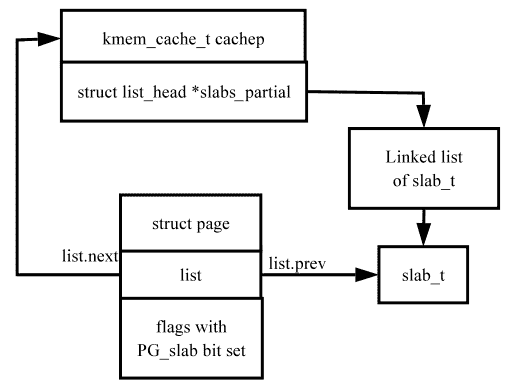 kmem_cache_t cachep
struct list_head *slabs_partial
Linked list
of slab_t
struct page
list.next
list
list.prev
slab_t
flags with
PG_slab bit set